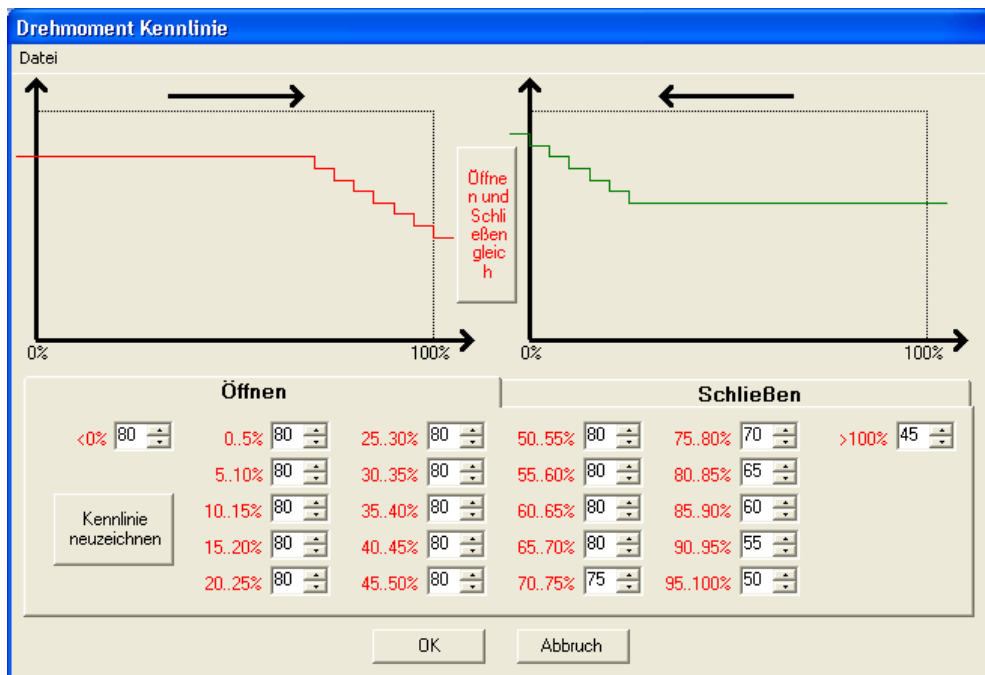 Drehmoment Kennlinie
Datei
Öffne
n und
Schli
eßen
gleic
h
0% 100% 0% 100%
Öffnen Schließen
<0% 80 0..5% 80 25..30% 80 50..55% 80 75..80% 70 >100% 45
5..10% 80 30..35% 80 55..60% 80 80..85% 65
10..15% 80 35..40% 80 60..65% 80 85..90% 60
Kennlinie
neuzeichnen
15..20% 80 40..45% 80 65..70% 80 90..95% 55
20..25% 80 45..50% 80 70..75% 75 95..100% 50
OK Abbruch